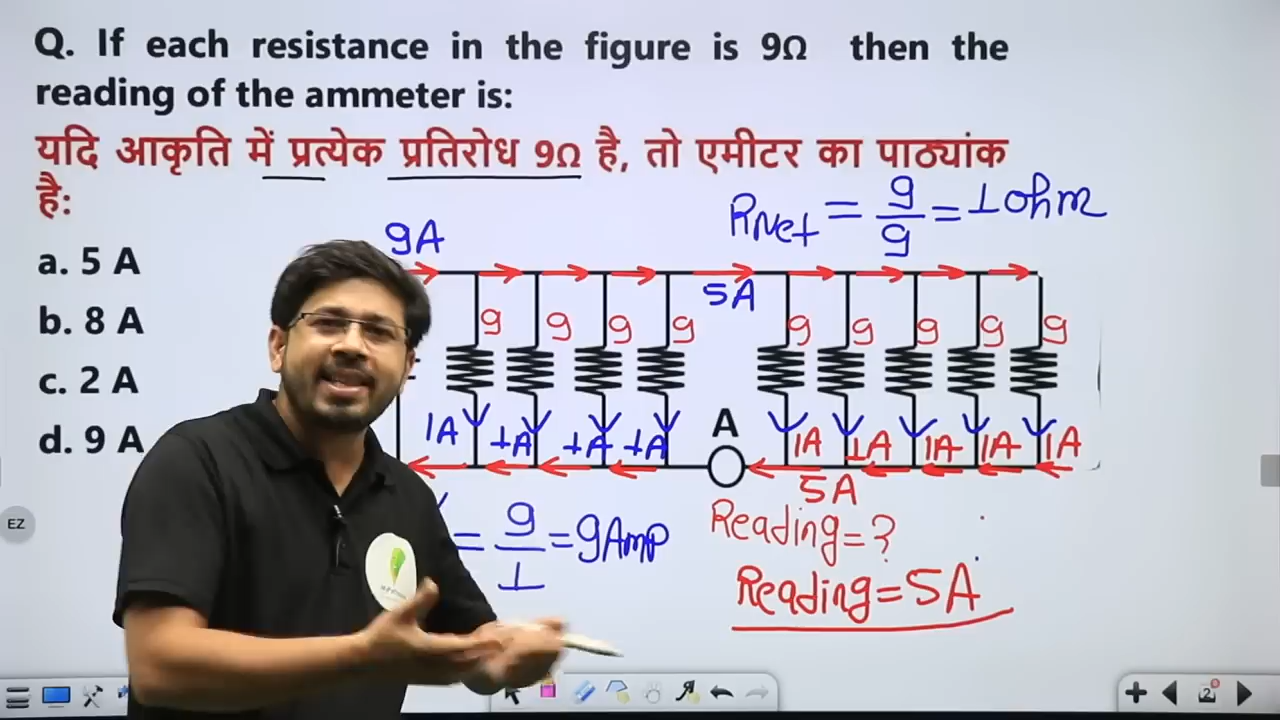 Q. If each resistance in the figure is 9Ω then the
reading of the ammeter is:
यदि आकृति में प्रत्येक प्रतिरोध 9Ω है, तो एमीटर का पाठ्यांक
है:
RNet = 9/9 = 1 ohm
a. 5 A
b. 8 A
c. 2 A
d. 9 A
9A
5A
9 9 9 9 9 9 9 9 9
A
1A 1A 1A 1A 1A 1A 1A 1A 1A
5A
= 9/1 = 9Amp
Reading = ?
Reading = 5A
EZ
2